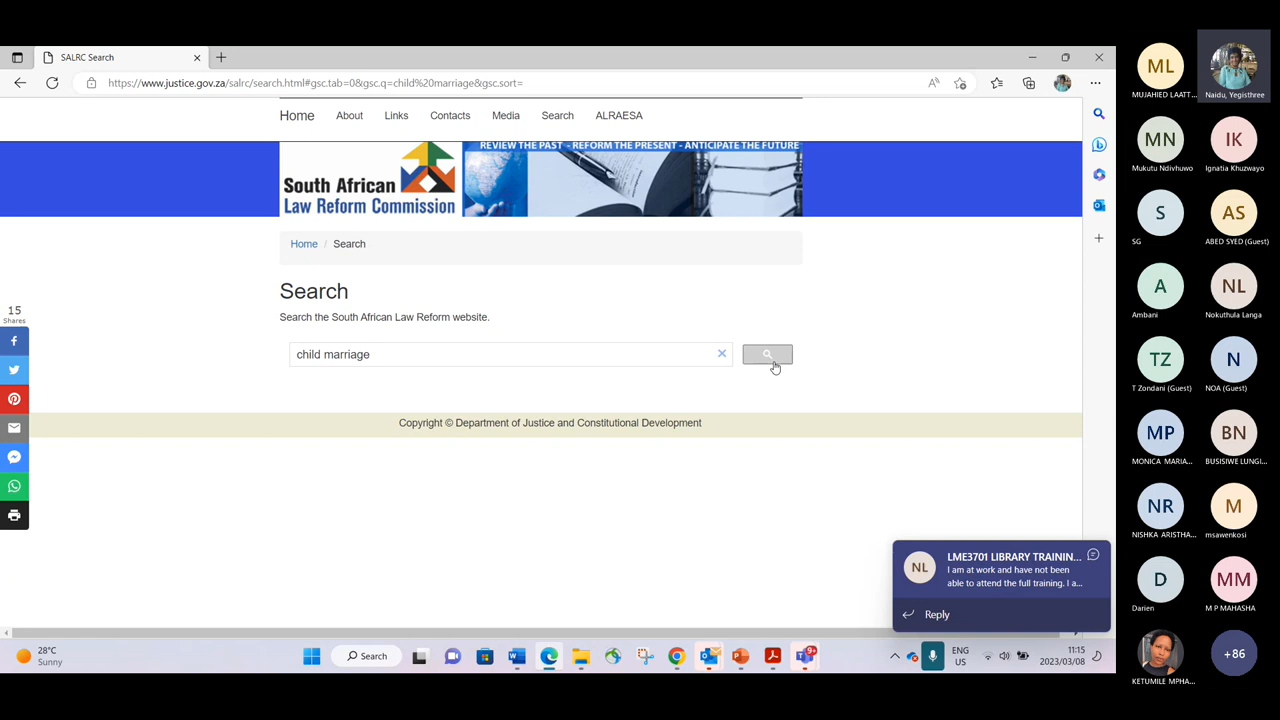 SALRC Search
https://www.justice.gov.za/salrc/search.html#gsc.tab=0&gsc.q=child%20marriage&gsc.sort=
Home About Links Contacts Media Search ALRAESA
REVIEW THE PAST - REFORM THE PRESENT - ANTICIPATE THE FUTURE
South African
Law Reform Commission
Home / Search
Search
Search the South African Law Reform website.
child marriage
Copyright © Department of Justice and Constitutional Development
15
Shares
NL
LME3701 LIBRARY TRAININ...
I am at work and have not been
able to attend the full training. I a...
Reply
28°C
Sunny
Search
9+
ENG
US
11:15
2023/03/08
ML
MUJAHIED LAATT...
Naidu, Yegisthree
MN
Mukutu Ndivhuwo
IK
Ignatia Khuzwayo
S
SG
AS
ABED SYED (Guest)
A
Ambani
NL
Nokuthula Langa
TZ
T Zondani (Guest)
N
NOA (Guest)
MP
MONICA MARIA...
BN
BUSISIWE LUNGI...
NR
NISHKA ARISTHA...
M
msawenkosi
D
Darien
MM
M P MAHASHA
KETUMILE MPHA...
+86